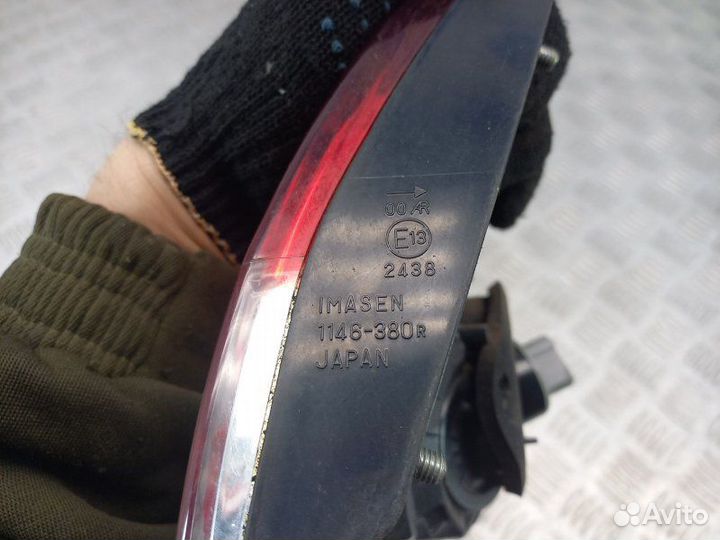 00 AR
E13
2438
IMASEN
1146-380R
JAPAN
Avito